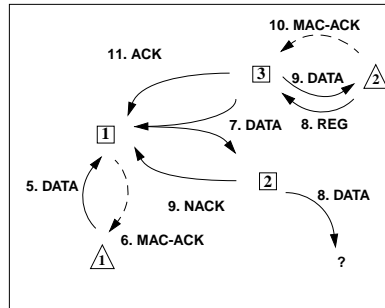 10. MAC-ACK
11. ACK
3
2
9. DATA
8. REG
7. DATA
1
5. DATA
2
8. DATA
9. NACK
6. MAC-ACK
1
?